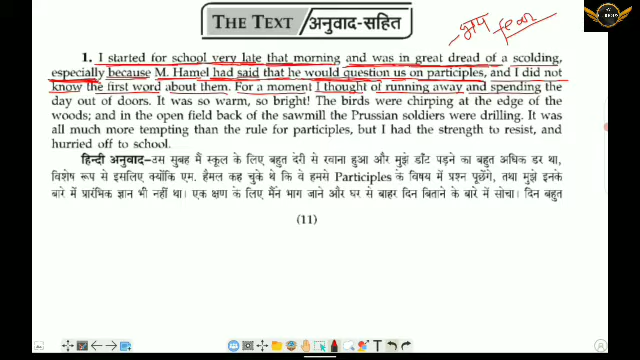 THE TEXT / अनुवाद-सहित
-भय
-fear
1. I started for school very late that morning and was in great dread of a scolding,
especially because M. Hamel had said that he would question us on participles, and I did not
know the first word about them. For a moment I thought of running away and spending the
day out of doors. It was so warm, so bright! The birds were chirping at the edge of the
woods; and in the open field back of the sawmill the Prussian soldiers were drilling. It was
all much more tempting than the rule for participles, but I had the strength to resist, and
hurried off to school.
हिन्दी अनुवाद—उस सुबह मैं स्कूल के लिए बहुत देरी से रवाना हुआ और मुझे डाँट पड़ने का बहुत अधिक डर था,
विशेष रूप से इसलिए क्योंकि एम. हैमल कह चुके थे कि वे हमसे Participles के विषय में प्रश्न पूछेंगे, तथा मुझे इनके
बारे में प्रारंभिक ज्ञान भी नहीं था। एक क्षण के लिए मैंने भाग जाने और घर से बाहर दिन बिताने के बारे में सोचा। दिन बहुत
(11)